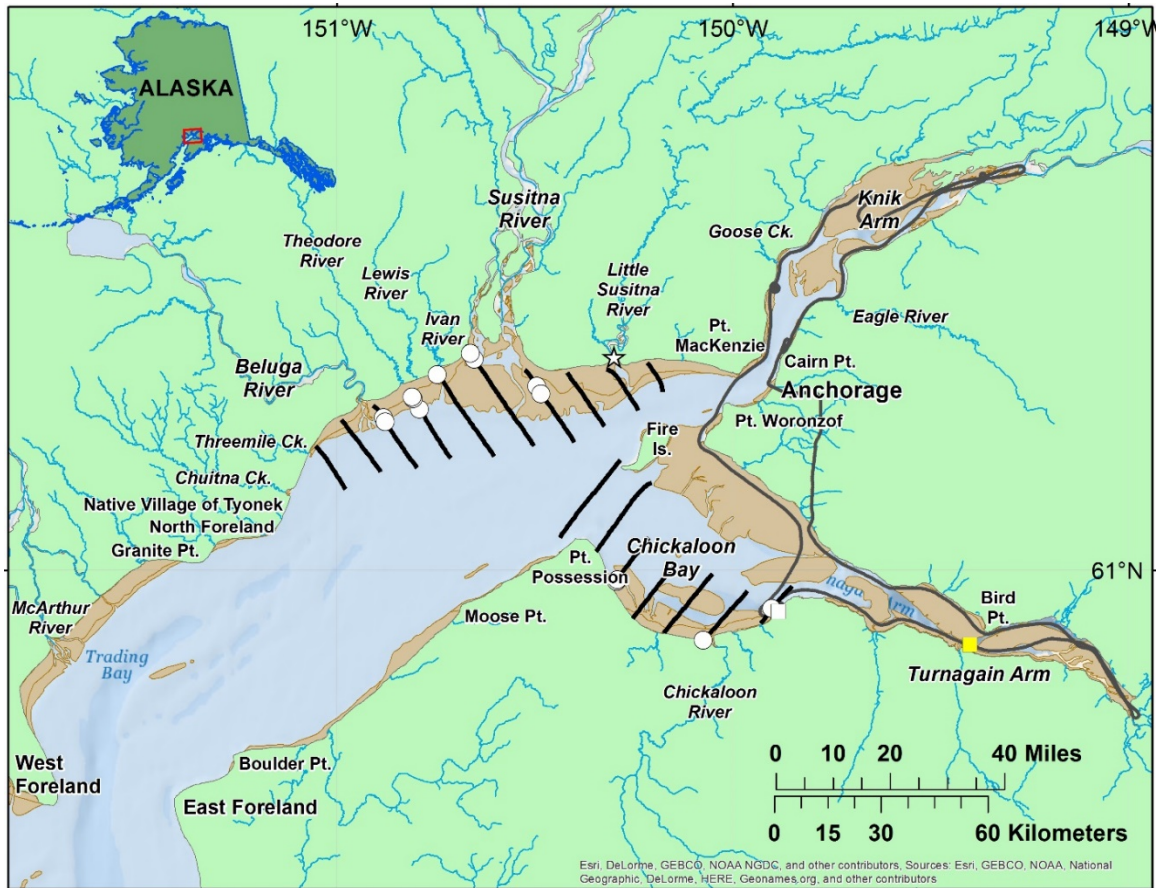 151°W
150°W
149°W
ALASKA
Susitna
River
Knik
Arm
Goose Ck.
Theodore
River
Lewis
River
Little
Susitna
River
Ivan
River
Eagle River
Pt.
MacKenzie
Cairn Pt.
Beluga
River
Anchorage
Pt. Woronzof
Threemile Ck.
Fire
Is.
Chuitna Ck.
Native Village of Tyonek
North Foreland
Granite Pt.
Chickaloon
Bay
Pt.
Possession
61°N
nagai Arm
Bird
Pt.
McArthur
River
Moose Pt.
Trading
Bay
Turnagain Arm
Chickaloon
River
West
Foreland
Boulder Pt.
East Foreland
0 10 20 40 Miles
0 15 30 60 Kilometers
Esri, DeLorme, GEBCO, NOAA NGDC, and other contributors, Sources: Esri, GEBCO, NOAA, National
Geographic, DeLorme, HERE, Geonames.org, and other contributors